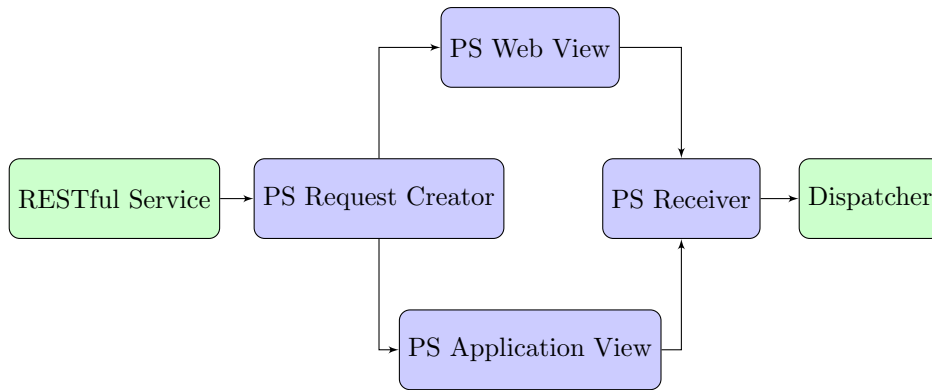 PS Web View
RESTful Service
PS Request Creator
PS Receiver
Dispatcher
PS Application View